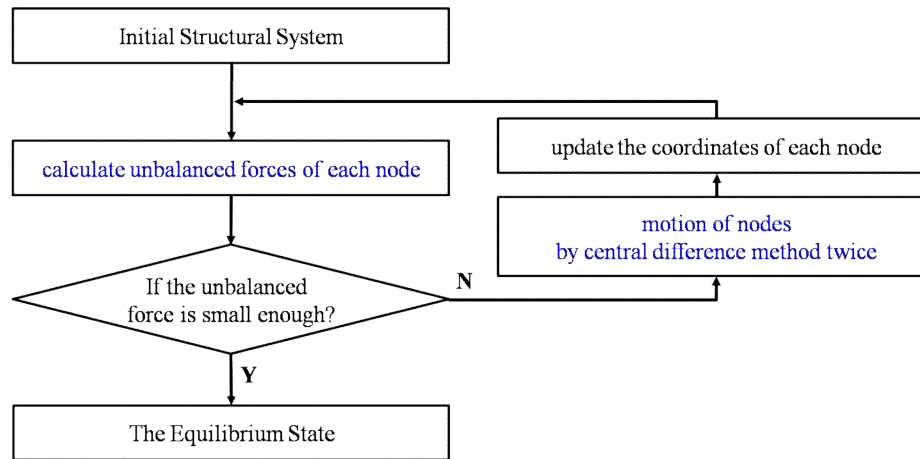 Initial Structural System
calculate unbalanced forces of each node
If the unbalanced
force is small enough?
N
Y
The Equilibrium State
update the coordinates of each node
motion of nodes
by central difference method twice